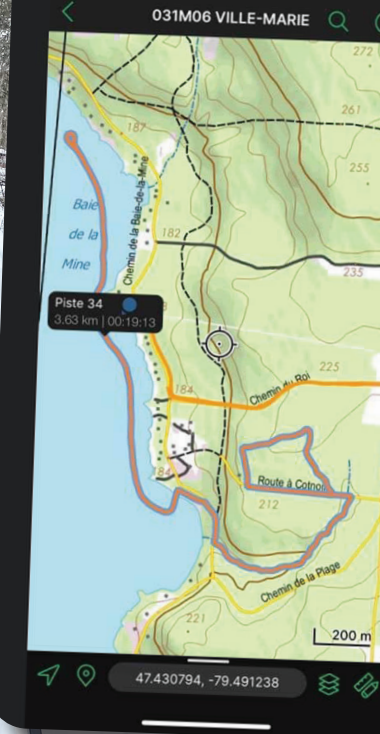 031M06 VILLE-MARIE
272
261
187
255
Chemin de la Baie-de-la-Mine
Baie
de la
Mine
182
235
Piste 34
3.63 km | 00:19:13
225
184
Chemin du Roi
Route à Cotnoir
184
212
Chemin de la Plage
221
200 m
47.430794, -79.491238